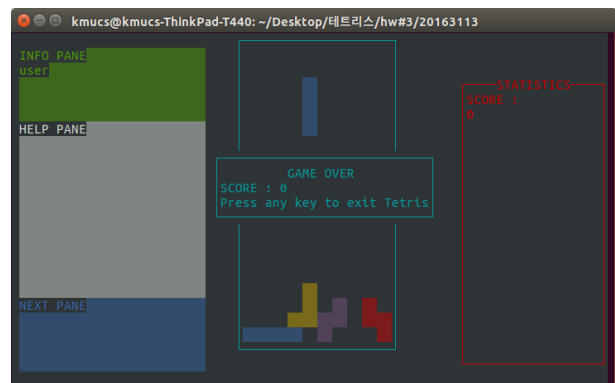 kmucs@kmucs-ThinkPad-T440: ~/Desktop/테트리스/hw#3/20163113
INFO PANE
user
HELP PANE
NEXT PANE
GAME OVER
SCORE : 0
Press any key to exit Tetris
STATISTICS
SCORE :
0